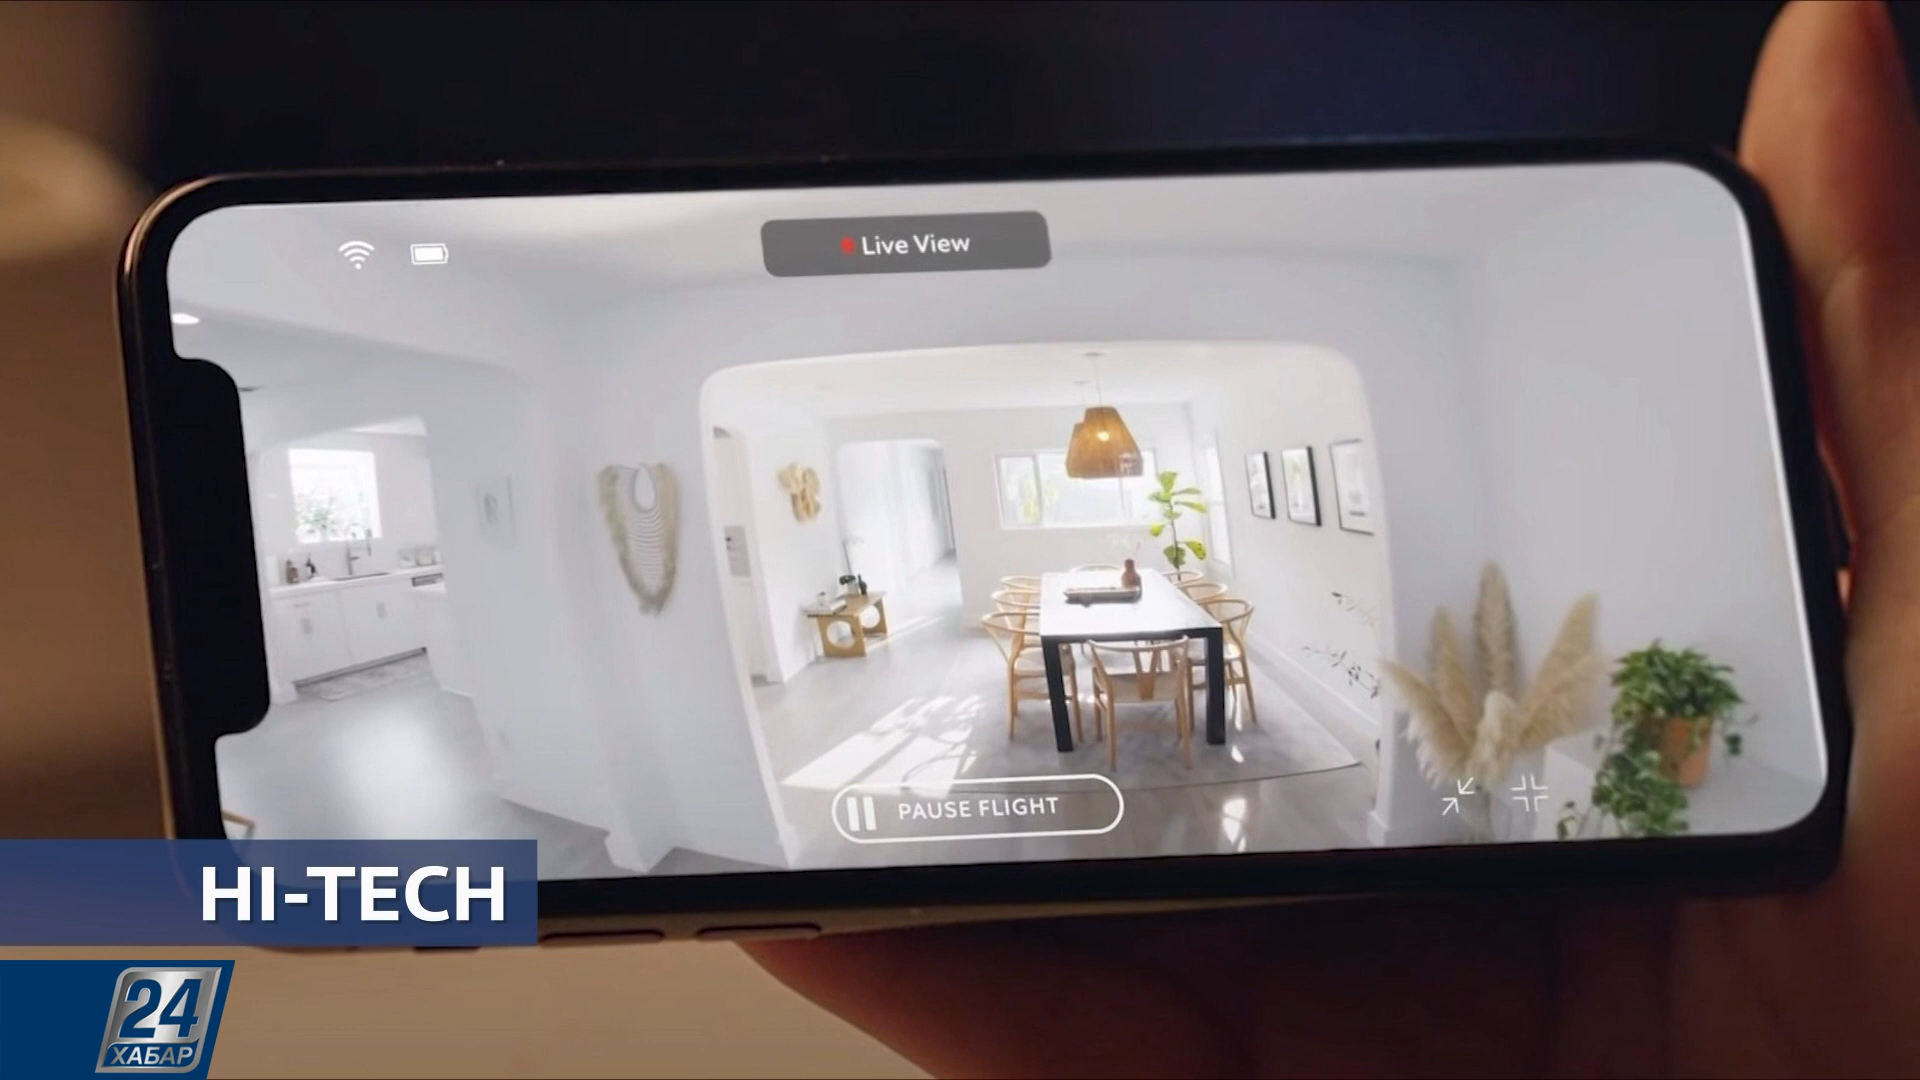 Live View
PAUSE FLIGHT
HI-TECH
24
ХАБАР